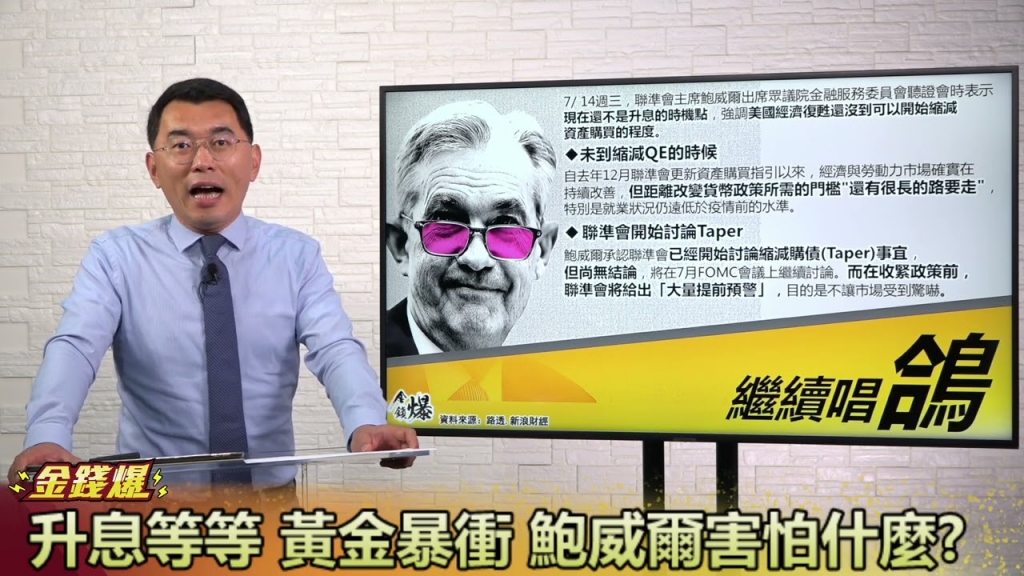 7/ 14週三，聯準會主席鮑威爾出席眾議院金融服務委員會聽證會時表示
現在還不是升息的時機點，強調美國經濟復甦還沒到可以開始縮減
資產購買的程度。
◆未到縮減QE的時候
自去年12月聯準會更新資產購買指引以來，經濟與勞動力市場確實在
持續改善，但距離改變貨幣政策所需的門檻"還有很長的路要走"，
特別是就業狀況仍遠低於疫情前的水準。
◆ 聯準會開始討論Taper
鮑威爾承認聯準會已經開始討論縮減購債(Taper)事宜，
但尚無結論，將在7月FOMC會議上繼續討論。而在收緊政策前，
聯準會將給出「大量提前預警」，目的是不讓市場受到驚嚇。
繼續唱鴿
金錢爆
資料來源：路透 新浪財經
金錢爆
升息等等 黃金暴衝 鮑威爾害怕什麼?